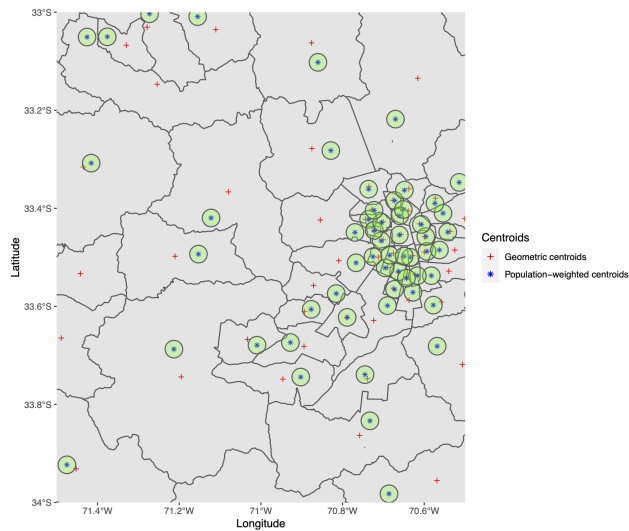 33°S
33.2°S
33.4°S
33.6°S
33.8°S
34°S
Latitude
71.4°W
71.2°W
71°W
70.8°W
70.6°W
Longitude
Centroids
Geometric centroids
Population−weighted centroids